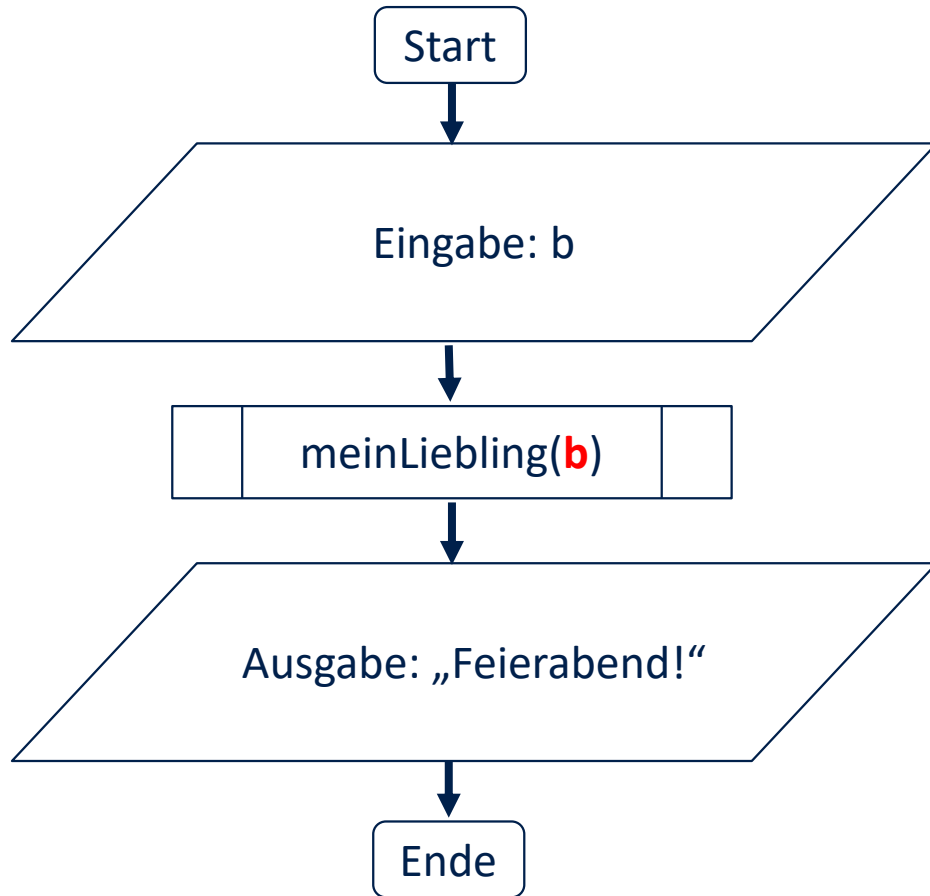 Start
Eingabe: b
meinLiebling(b)
Ausgabe: „Feierabend!“
Ende